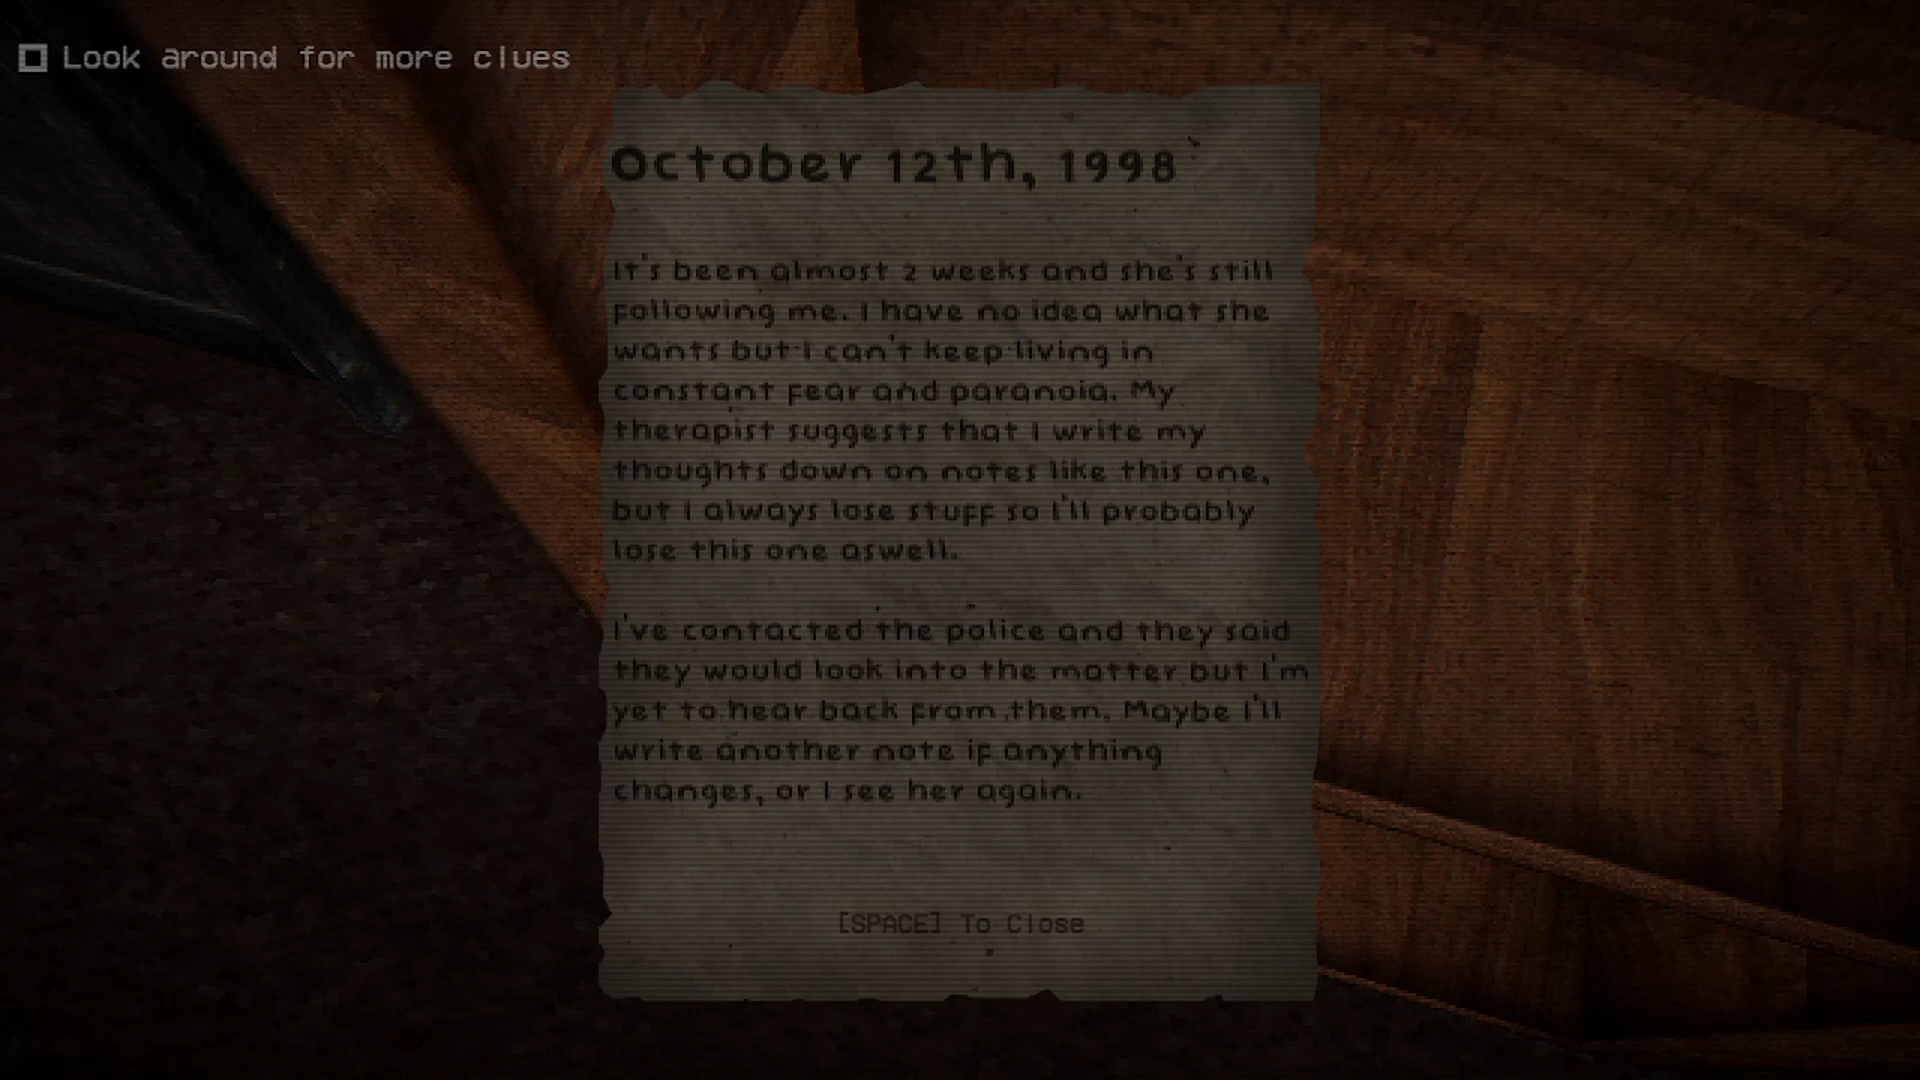 Look around for more clues
October 12th, 1998
It's been almost 2 weeks and she's still
following me. I have no idea what she
wants but I can't keep living in
constant fear and paranoia. My
therapist suggests that I write my
thoughts down on notes like this one,
but I always lose stuff so I'll probably
lose this one aswell.
I've contacted the police and they said
they would look into the matter but I'm
yet to hear back from them. Maybe I'll
write another note if anything
changes, or I see her again.
[SPACE] To Close